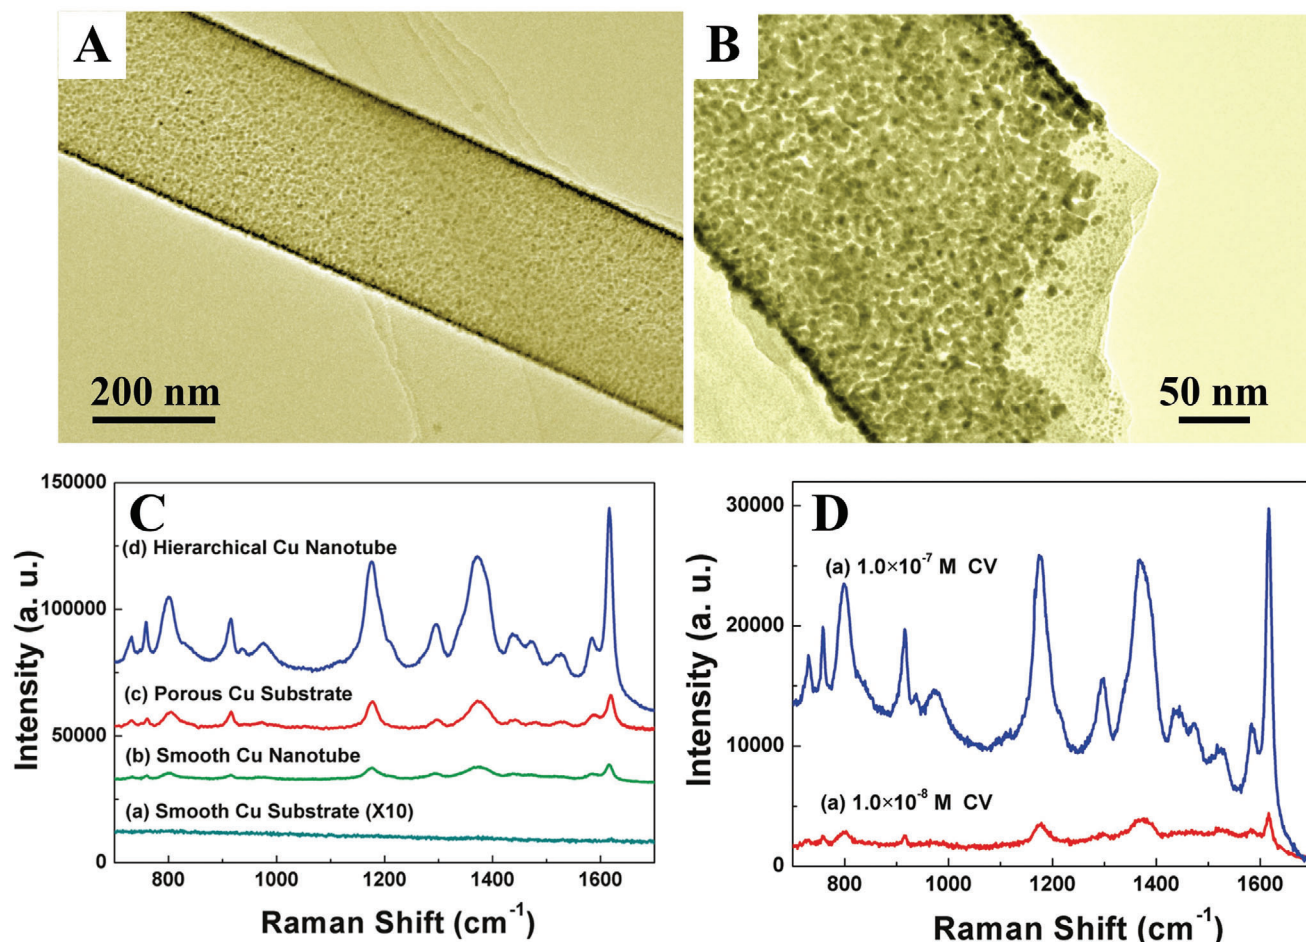 A
200 nm
B
50 nm
C
150000
100000
50000
0
Intensity (a. u.)
(d) Hierarchical Cu Nanotube
(c) Porous Cu Substrate
(b) Smooth Cu Nanotube
(a) Smooth Cu Substrate (X10)
800 1000 1200 1400 1600
Raman Shift (cm⁻¹)
D
30000
20000
10000
0
Intensity (a. u.)
(a) 1.0×10⁻⁷ M CV
(a) 1.0×10⁻⁸ M CV
800 1000 1200 1400 1600
Raman Shift (cm⁻¹)